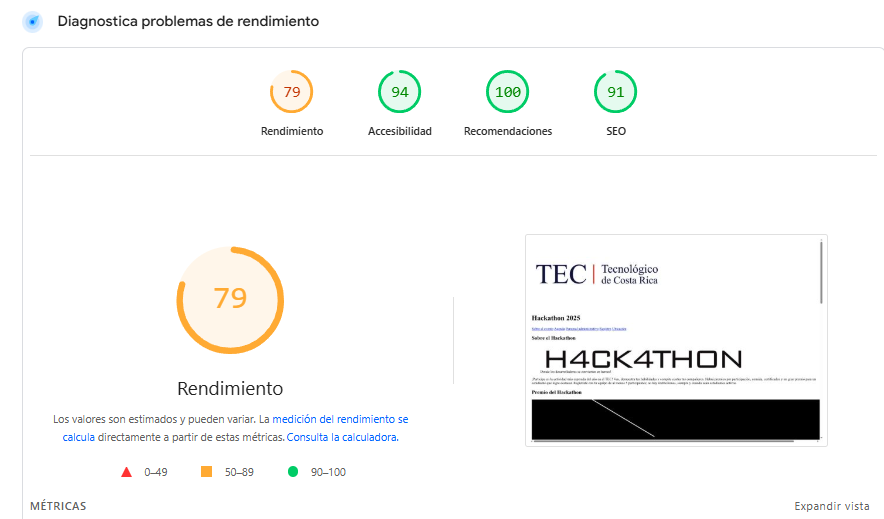 Diagnostica problemas de rendimiento
79
94
100
91
Rendimiento
Accesibilidad
Recomendaciones
SEO
79
Rendimiento
Los valores son estimados y pueden variar. La medición del rendimiento se
calcula directamente a partir de estas métricas. Consulta la calculadora.
0–49
50–89
90–100
TEC | Tecnológico
de Costa Rica
Hackathon 2025
Sobre el Hackathon
H4CK4THON
Premio del Hackathon
MÉTRICAS
Expandir vista